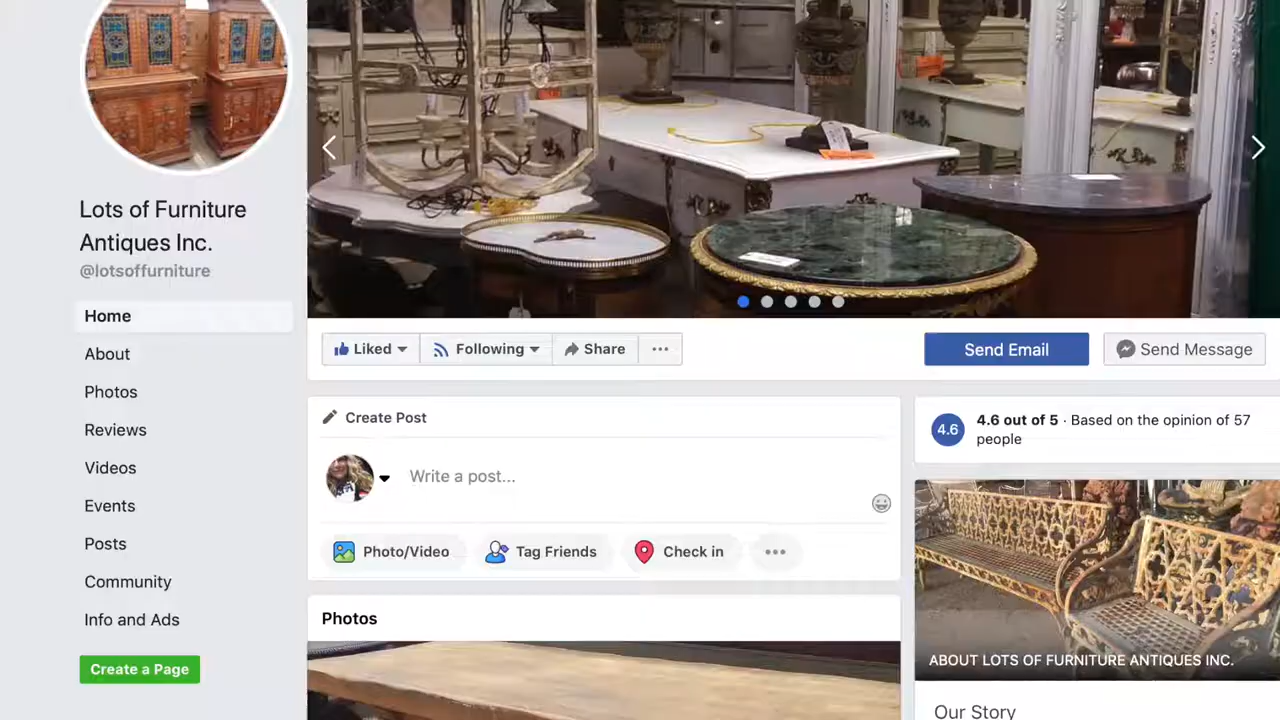 Lots of Furniture
Antiques Inc.
@lotsoffurniture
Home
About
Photos
Reviews
Videos
Events
Posts
Community
Info and Ads
Create a Page
Liked
Following
Share
Send Email
Send Message
Create Post
Write a post...
Photo/Video
Tag Friends
Check in
Photos
4.6
4.6 out of 5 · Based on the opinion of 57
people
ABOUT LOTS OF FURNITURE ANTIQUES INC.
Our Story